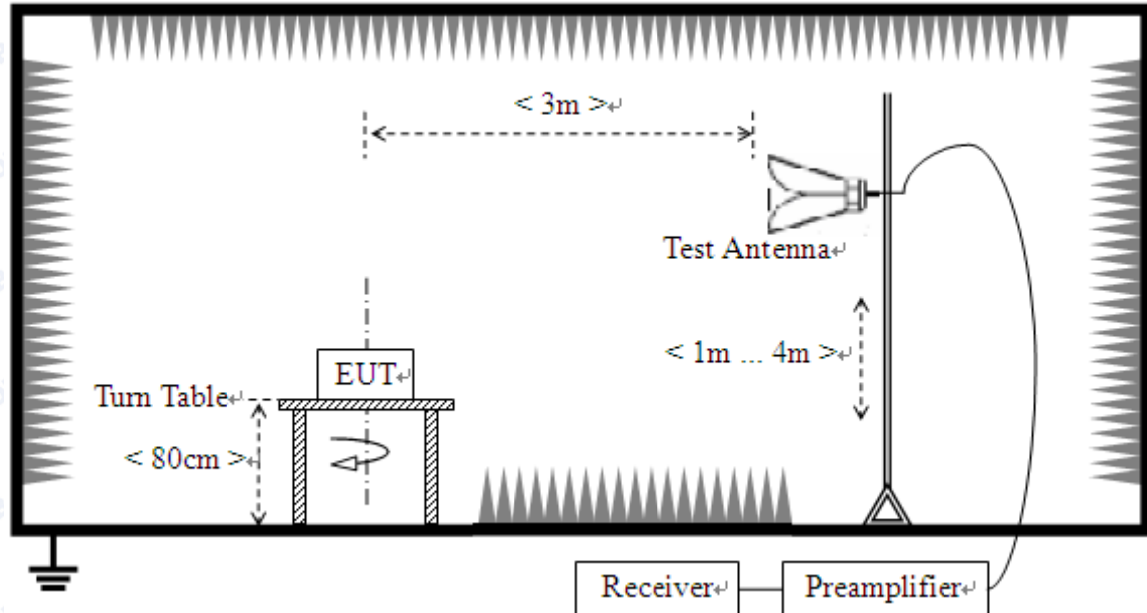 < 3m >↵
Test Antenna↵
< 1m ... 4m >↵
EUT↵
Turn Table↵
< 80cm >↵
Receiver↵
Preamplifier↵